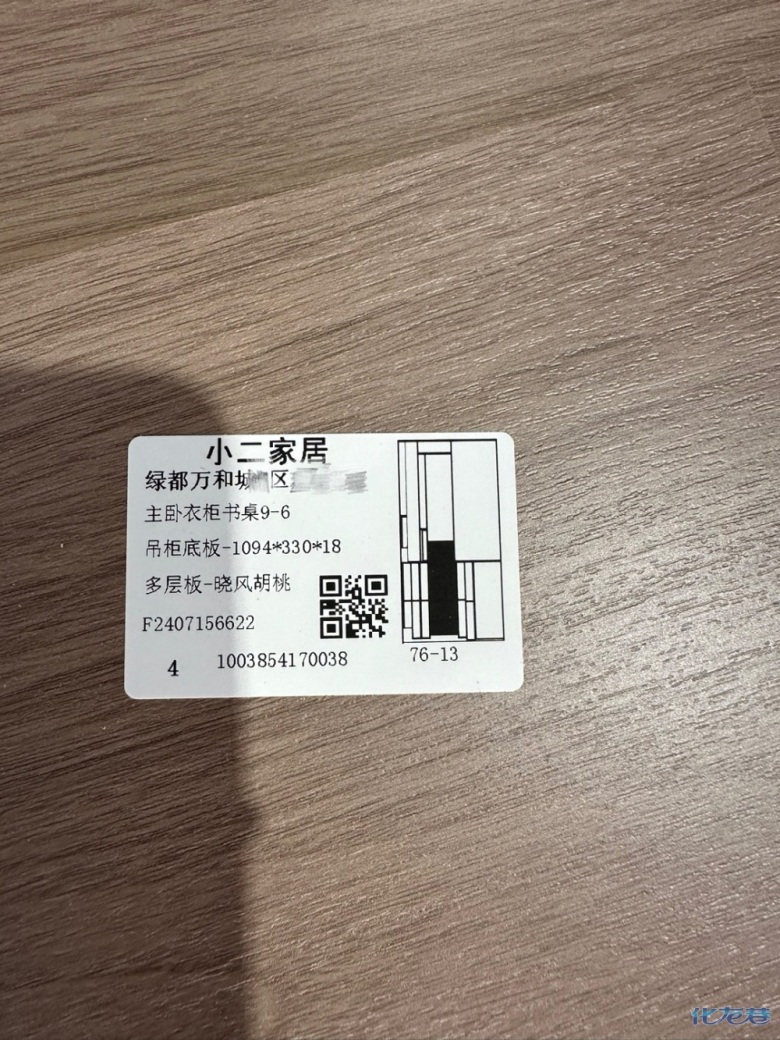 小二家居
绿都万和城 区
主卧衣柜书桌9-6
吊柜底板-1094*330*18
多层板-晓风胡桃
F2407156622
4 1003854170038 76-13
化龙巷